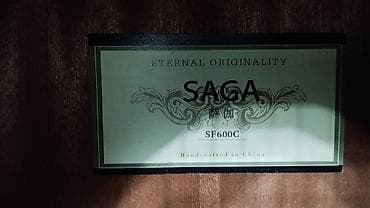 ETERNAL ORIGINALITY
SAGA
萨伽
SF600C
Handcrafted in China